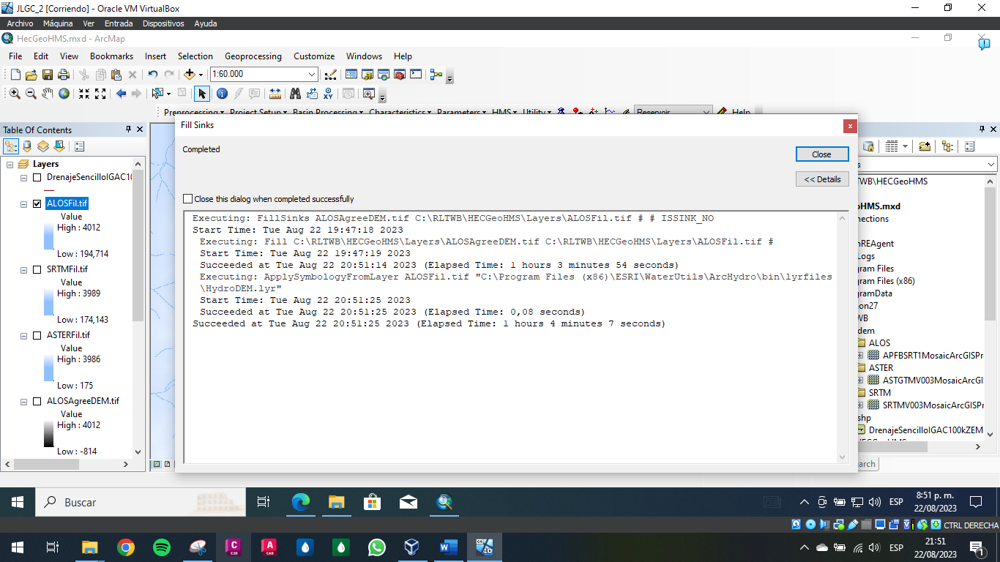 JLGC_2 [Corriendo] - Oracle VM VirtualBox
Archivo Máquina Ver Entrada Dispositivos Ayuda
HecGeoHMS.mxd - ArcMap
File Edit View Bookmarks Insert Selection Geoprocessing Customize Windows Help
1:60.000
Preprocessing Project Setup Basin Processing Characteristics Parameters HMS Utility Reservoir Help
Table Of Contents
Layers
DrenajeSencilloIGAC10
ALOSFil.tif
Value
High : 4012
Low : 194,714
SRTMFil.tif
Value
High : 3989
Low : 174,143
ASTERFil.tif
Value
High : 3986
Low : 175
ALOSAgreeDEM.tif
Value
High : 4012
Low : -814
Fill Sinks
Completed
Close
<< Details
Close this dialog when completed successfully
Executing: FillSinks ALOSAgreeDEM.tif C:\RLTWB\HECGeoHMS\Layers\ALOSFil.tif # # ISSINK_NO
Start Time: Tue Aug 22 19:47:18 2023
Executing: Fill C:\RLTWB\HECGeoHMS\Layers\ALOSAgreeDEM.tif C:\RLTWB\HECGeoHMS\Layers\ALOSFil.tif #
Start Time: Tue Aug 22 19:47:19 2023
Succeeded at Tue Aug 22 20:51:14 2023 (Elapsed Time: 1 hours 3 minutes 54 seconds)
Executing: ApplySymbologyFromLayer ALOSFil.tif "C:\Program Files (x86)\ESRI\WaterUtils\ArcHydro\bin\lyrfiles
\HydroDEM.lyr"
Start Time: Tue Aug 22 20:51:25 2023
Succeeded at Tue Aug 22 20:51:25 2023 (Elapsed Time: 0,08 seconds)
Succeeded at Tue Aug 22 20:51:25 2023 (Elapsed Time: 1 hours 4 minutes 7 seconds)
s
TWB\HECGeoHMS
oHMS.mxd
nections
nREAgent
Logs
gram Files
gram Files (x86)
gramData
on27
WB
dem
ALOS
APFBSRT1MosaicArcGISPr
ASTER
ASTGTMV003MosaicArcGI
SRTM
SRTMV003MosaicArcGISPr
shp
DrenajeSencilloIGAC100kZEM
earch
Buscar
ESP
8:51 p. m.
22/08/2023
CTRL DERECHA
ESP
21:51
22/08/2023
1